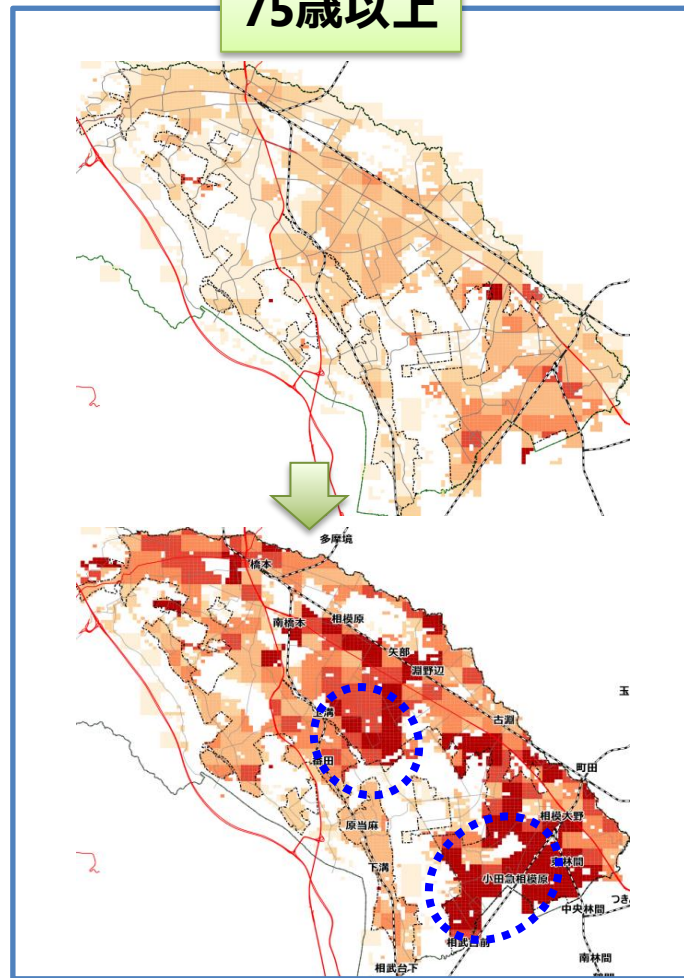 75歳以上
多摩境
橋本
南橋本
相模原
矢部
淵野辺
玉
上溝
古淵
番田
町田
原当麻
相模大野
下溝
東林間
小田急相模原
つき
中央林間
相武台前
南林間
相武台下